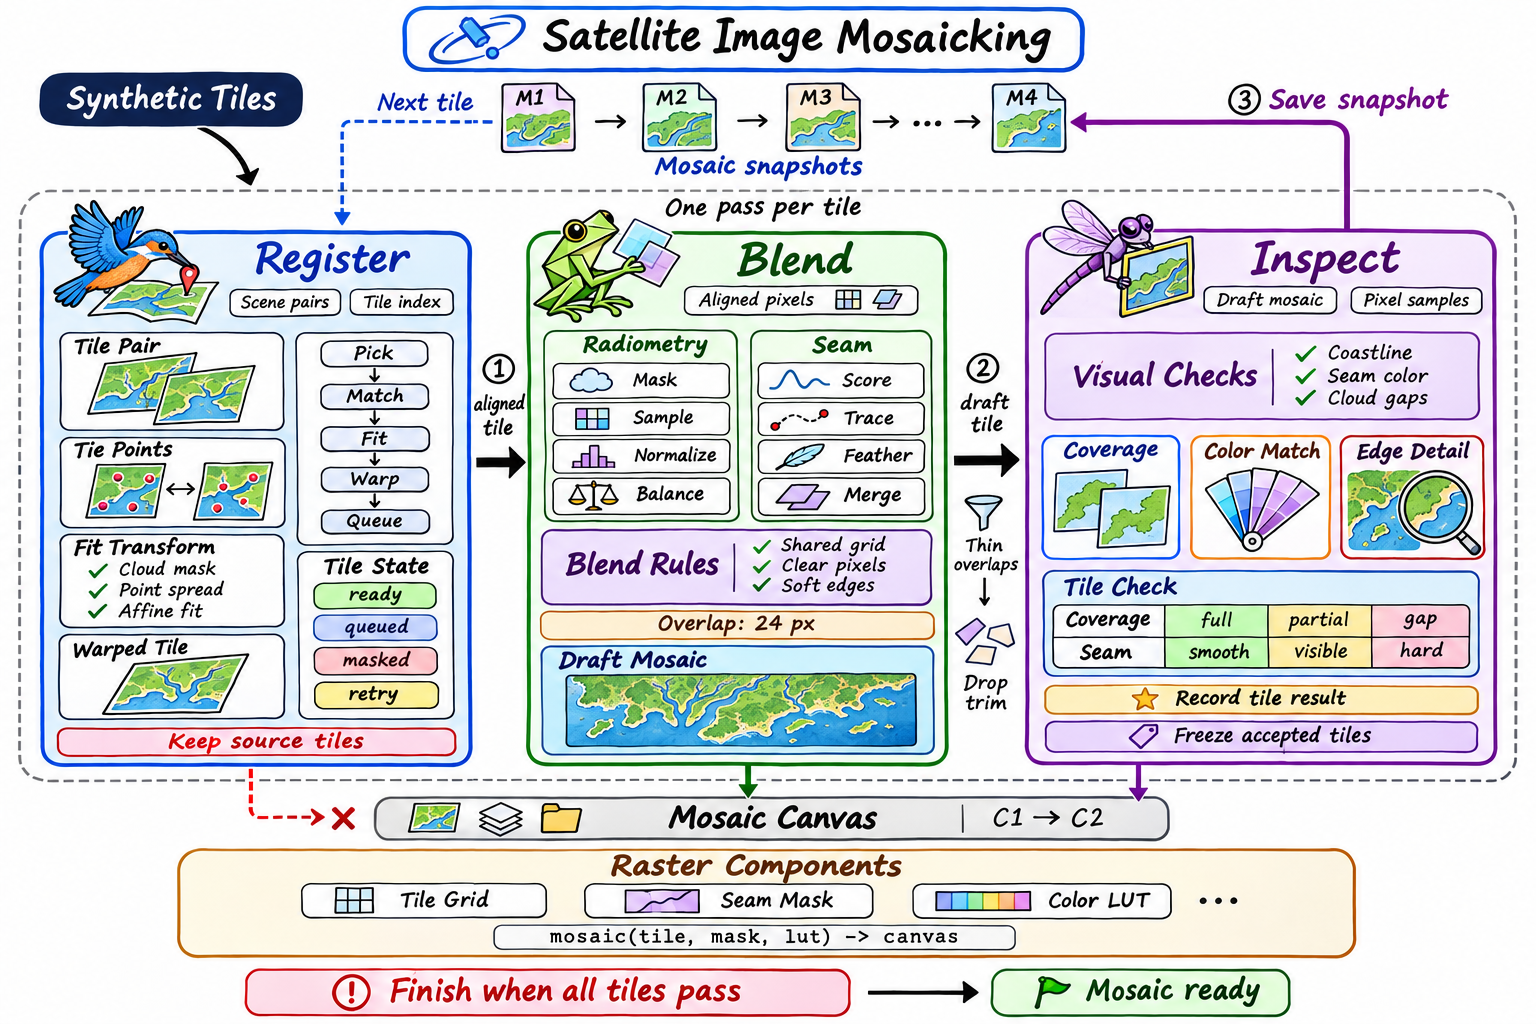 Satellite Image Mosaicking
Synthetic Tiles
Next tile
M1
M2
M3
...
M4
Mosaic snapshots
3 Save snapshot
One pass per tile
Register
Scene pairs
Tile index
Tile Pair
Tie Points
Fit Transform
Cloud mask
Point spread
Affine fit
Warped Tile
Pick
Match
Fit
Warp
Queue
Tile State
ready
queued
masked
retry
Keep source tiles
1
aligned
tile
Blend
Aligned pixels
Radiometry
Mask
Sample
Normalize
Balance
Seam
Score
Trace
Feather
Merge
Blend Rules
Shared grid
Clear pixels
Soft edges
Overlap: 24 px
Draft Mosaic
2
draft
tile
Thin
overlaps
Drop
trim
Inspect
Draft mosaic
Pixel samples
Visual Checks
Coastline
Seam color
Cloud gaps
Coverage
Color Match
Edge Detail
Tile Check
Coverage full partial gap
Seam smooth visible hard
Record tile result
Freeze accepted tiles
Mosaic Canvas
C1 → C2
Raster Components
Tile Grid
Seam Mask
Color LUT
...
mosaic(tile, mask, lut) -> canvas
Finish when all tiles pass
Mosaic ready